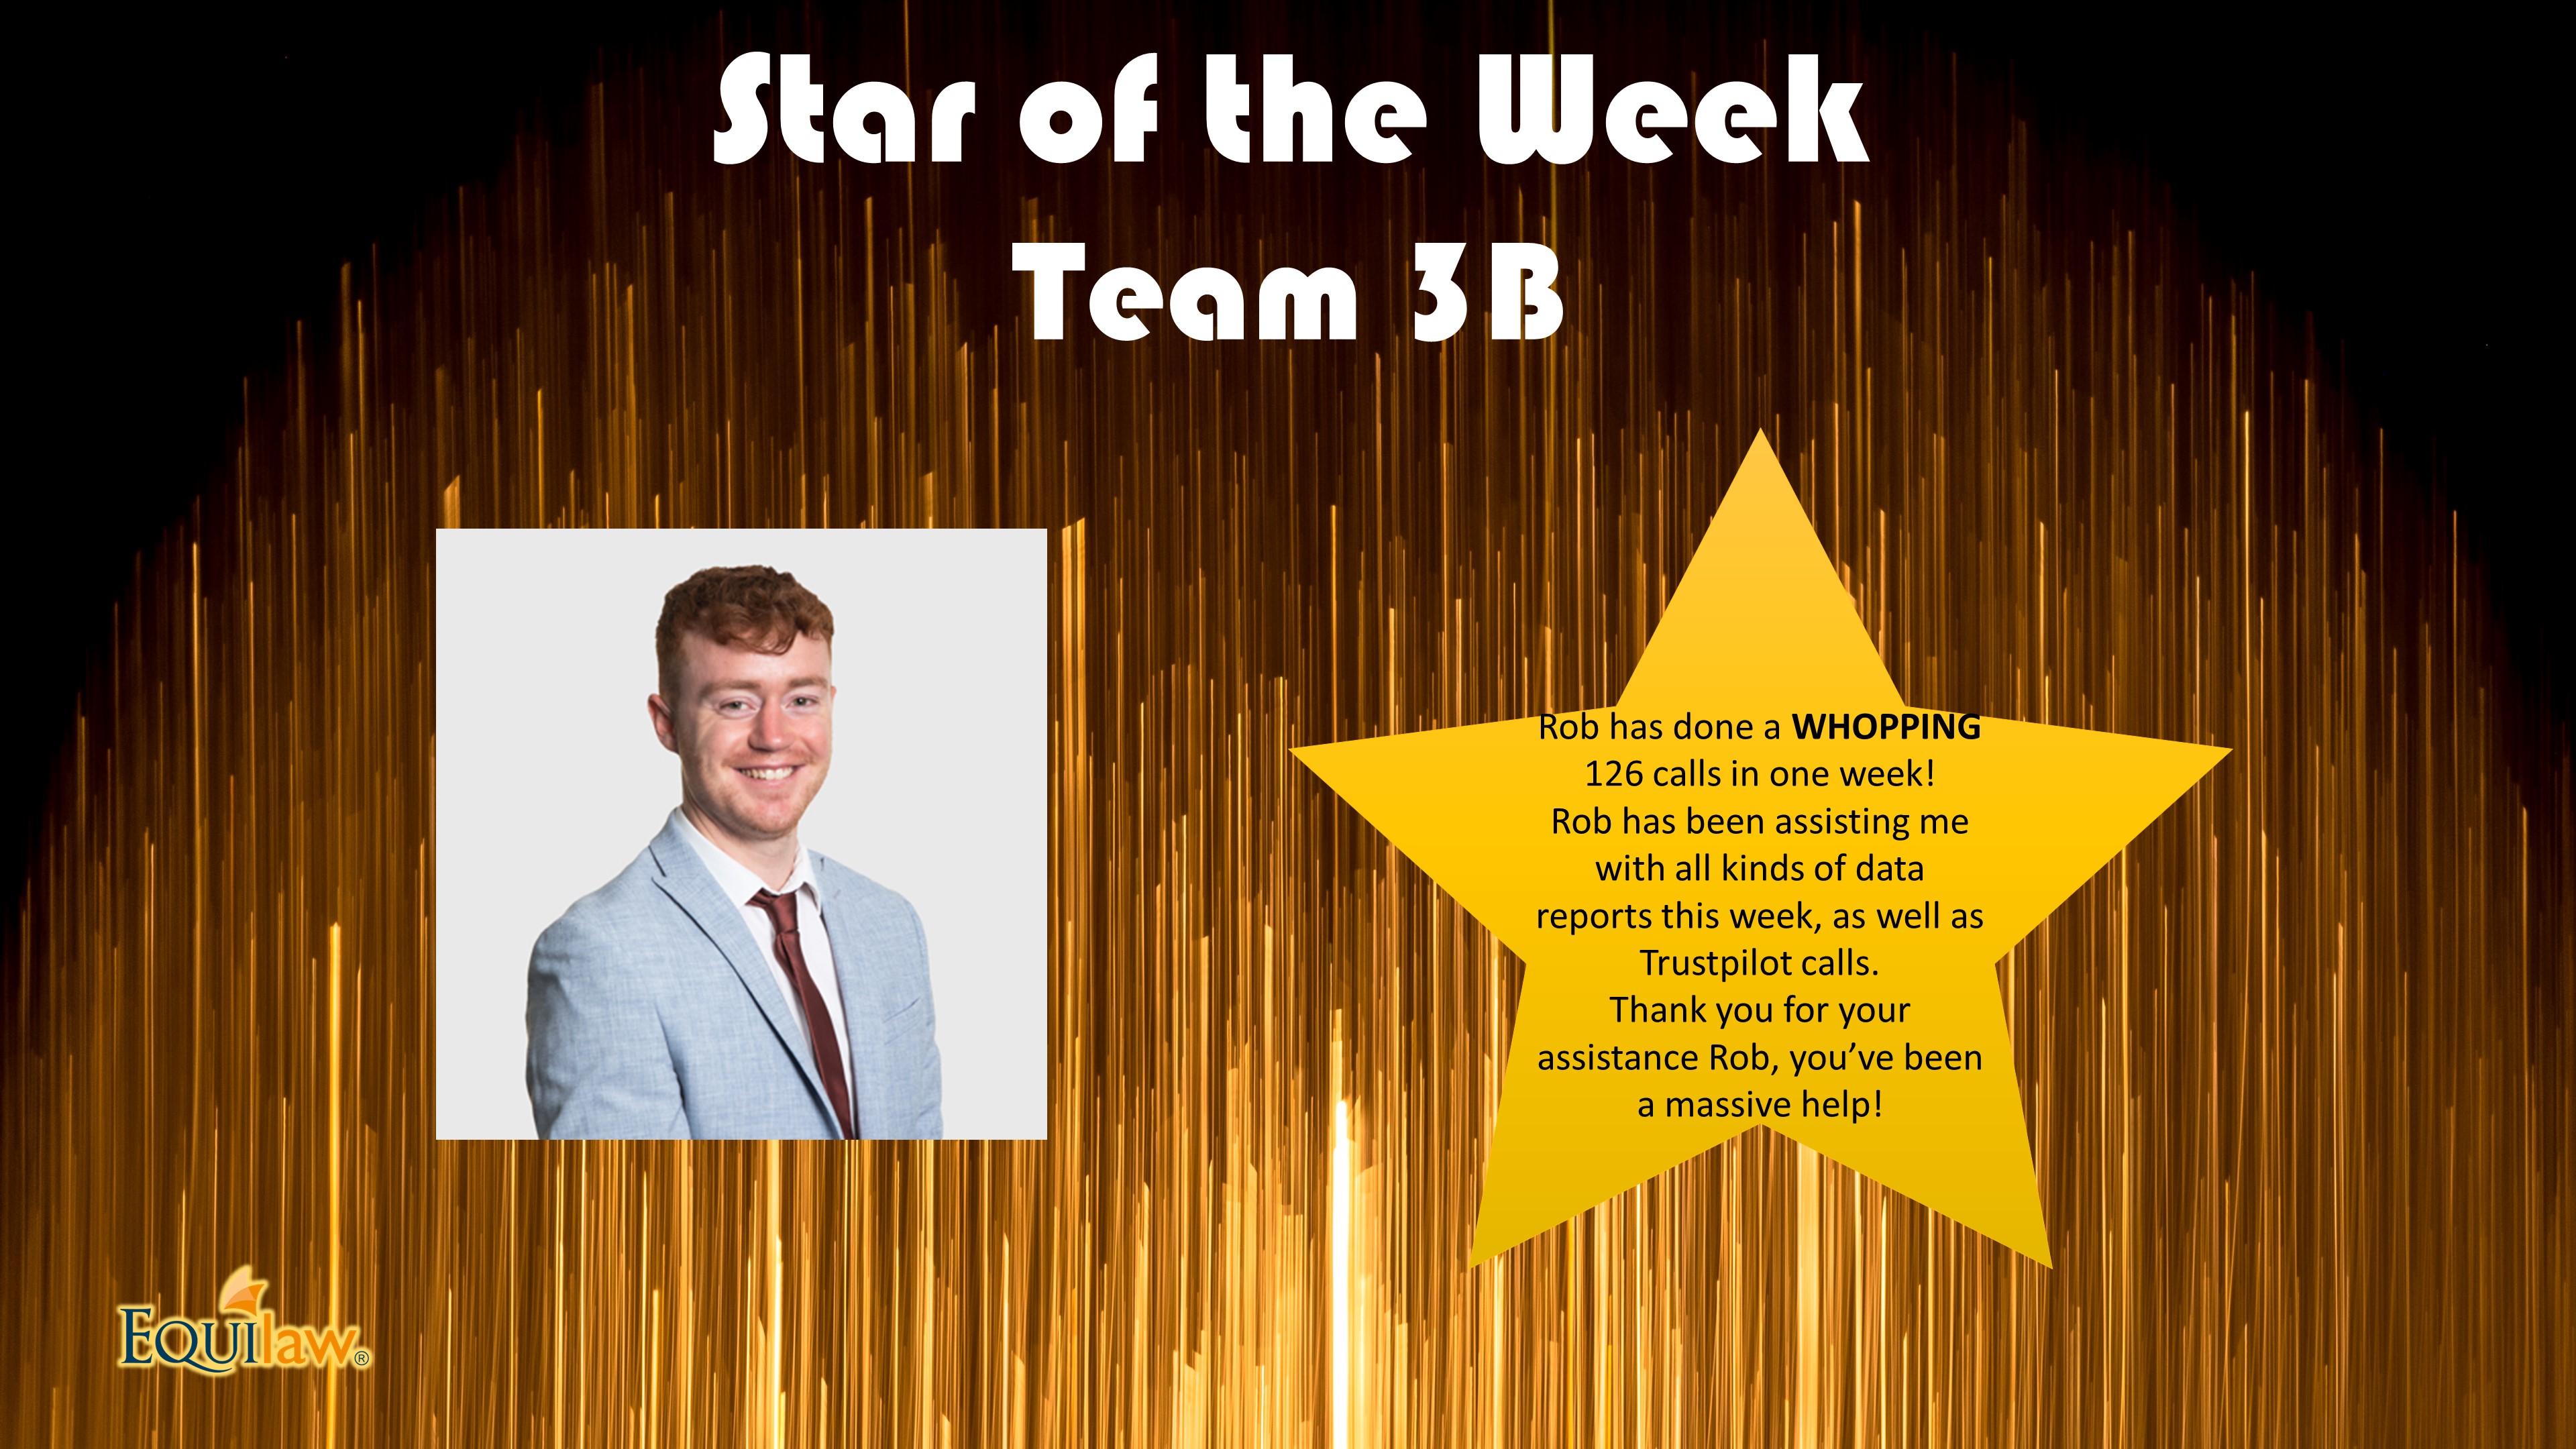 Star of the Week
Team 3B
Rob has done a WHOPPING
126 calls in one week!
Rob has been assisting me
with all kinds of data
reports this week, as well as
Trustpilot calls.
Thank you for your
assistance Rob, you’ve been
a massive help!
EQUIlaw®